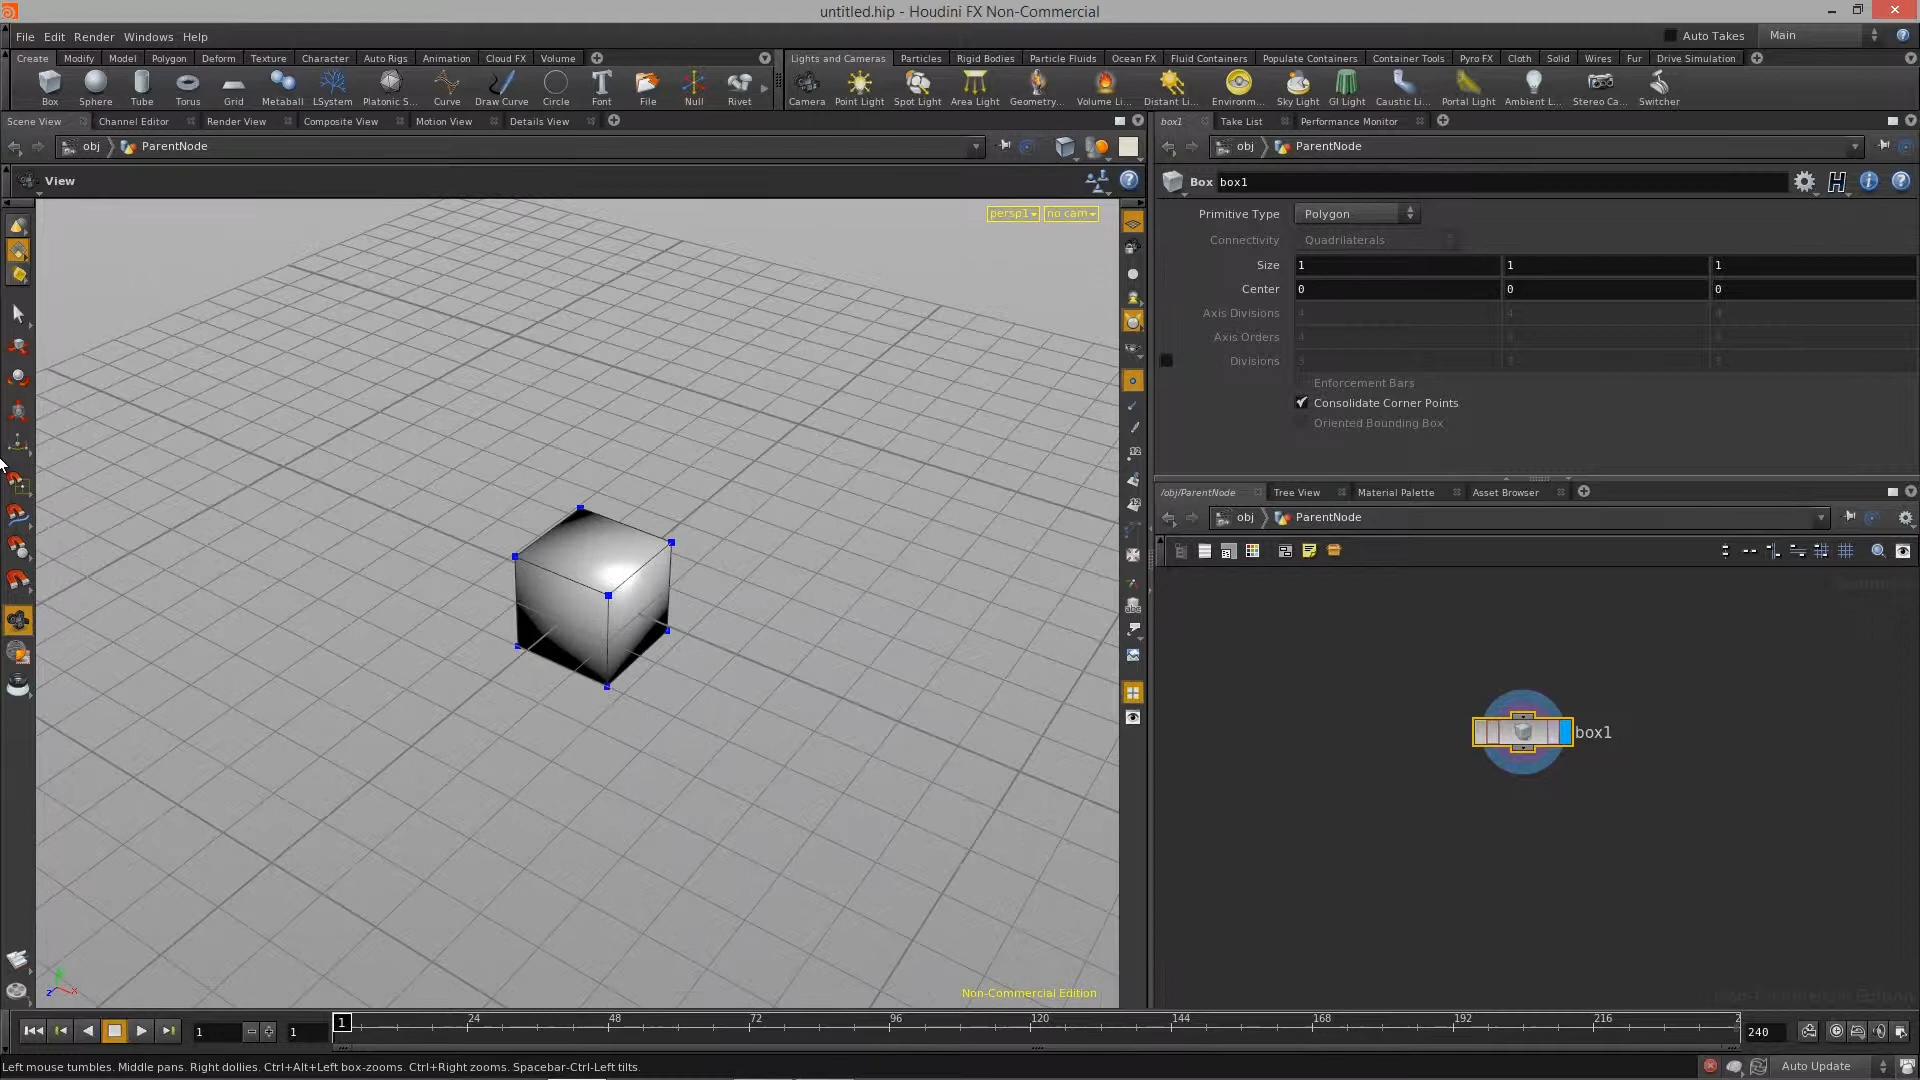 untitled.hip - Houdini FX Non-Commercial
File Edit Render Windows Help
Auto Takes Main
Create Modify Model Polygon Deform Texture Character Auto Rigs Animation Cloud FX Volume
Lights and Cameras Particles Rigid Bodies Particle Fluids Ocean FX Fluid Containers Populate Containers Container Tools Pyro FX Cloth Solid Wires Fur Drive Simulation
Box Sphere Tube Torus Grid Metaball LSystem Platonic S... Curve Draw Curve Circle Font File Null Rivet
Camera Point Light Spot Light Area Light Geometry... Volume Li... Distant Li... Environm... Sky Light GI Light Caustic Li... Portal Light Ambient L... Stereo Ca... Switcher
Scene View Channel Editor Render View Composite View Motion View Details View
box1 Take List Performance Monitor
obj ParentNode
obj ParentNode
View
Box box1
persp1 no cam
Primitive Type Polygon
Connectivity Quadrilaterals
Size 1 1 1
Center 0 0 0
Axis Divisions 4 4 4
Axis Orders 4
Divisions
Enforcement Bars
Consolidate Corner Points
Oriented Bounding Box
/obj/ParentNode Tree View Material Palette Asset Browser
obj ParentNode
box1
z x
Non-Commercial Edition
1 1 1 24 48 72 96 120 144 168 192 216 2 240
Left mouse tumbles. Middle pans. Right dollies. Ctrl+Alt+Left box-zooms. Ctrl+Right zooms. Spacebar-Ctrl-Left tilts.
Auto Update